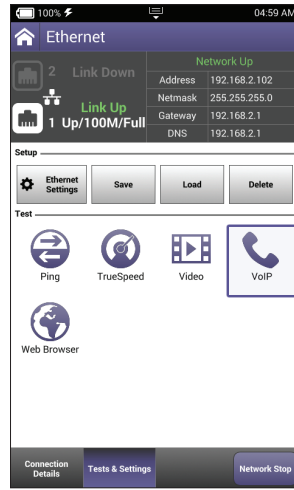 100% 04:59 AM
Ethernet
2 Link Down
Link Up
1 Up/100M/Full
Network Up
Address 192.168.2.102
Netmask 255.255.255.0
Gateway 192.168.2.1
DNS 192.168.2.1
Setup
Ethernet Settings
Save
Load
Delete
Test
Ping
TrueSpeed
Video
VoIP
Web Browser
Connection Details
Tests & Settings
Network Stop